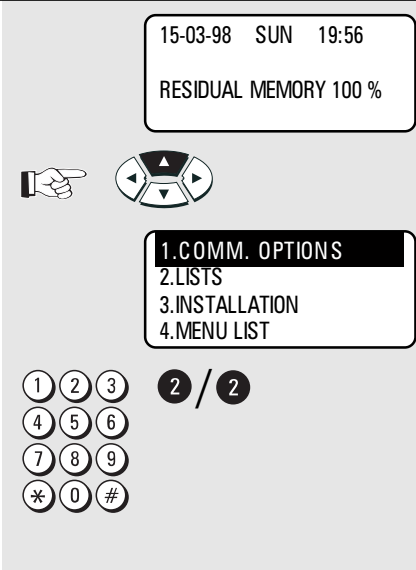 15-03-98 SUN 19:56
RESIDUAL MEMORY 100 %
1.COMM. OPTIONS
2.LISTS
3.INSTALLATION
4.MENU LIST
1 2 3 2 / 2
4 5 6
7 8 9
* 0 #